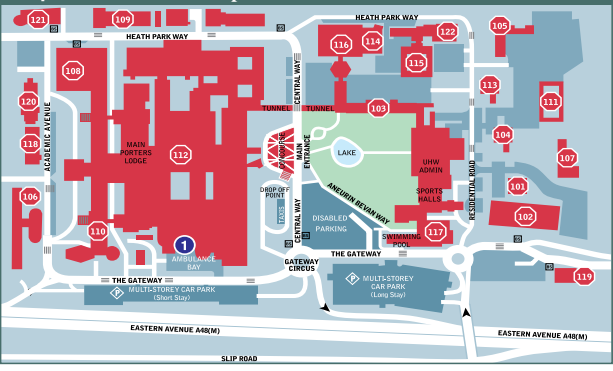 121
109
HEATH PARK WAY
HEATH PARK WAY
105
122
116
114
115
108
CENTRAL WAY
113
111
120
TUNNEL
TUNNEL
103
ACADEMIC AVENUE
118
MAIN
PORTERS
LODGE
112
CONCOURSE
MAIN
ENTRANCE
LAKE
104
107
UHW
ADMIN
106
DROP OFF
POINT
TAXIS
CENTRAL WAY
ANEURIN BEVAN WAY
SPORTS
HALLS
RESIDENTIAL ROAD
101
102
DISABLED
PARKING
110
1
117
SWIMMING
POOL
AMBULANCE
BAY
GATEWAY
CIRCUS
THE GATEWAY
THE GATEWAY
119
P
MULTI-STOREY CAR PARK
(Short Stay)
P
MULTI-STOREY
CAR PARK
(Long Stay)
EASTERN AVENUE A48(M)
EASTERN AVENUE A48(M)
SLIP ROAD